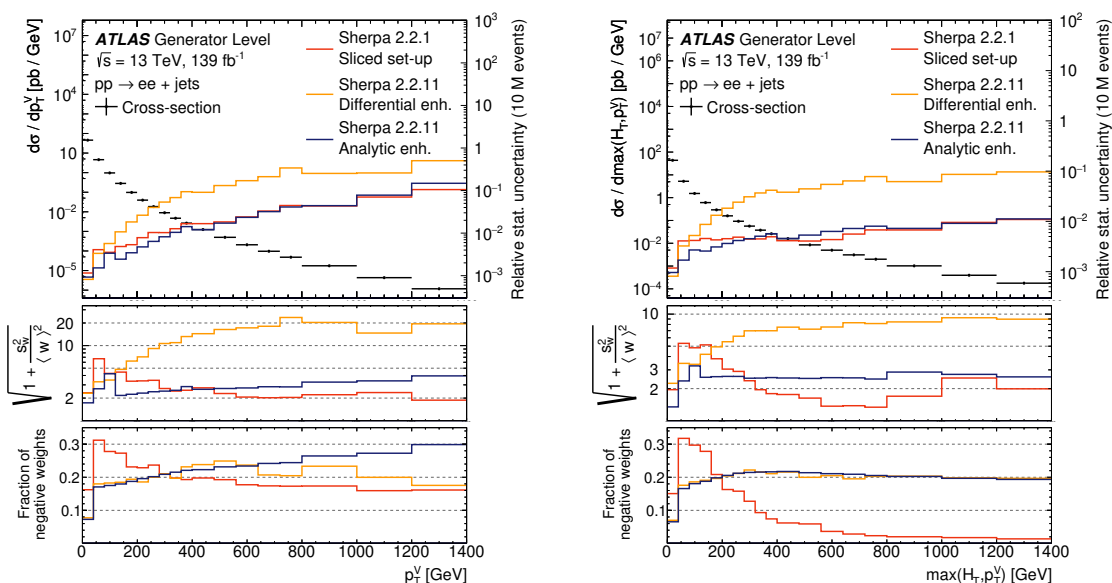 ATLAS Generator Level
√s = 13 TeV, 139 fb⁻¹
pp → ee + jets
Cross-section
Sherpa 2.2.1
Sliced set-up
Sherpa 2.2.11
Differential enh.
Sherpa 2.2.11
Analytic enh.
dσ / dp_T^V [pb / GeV]
10⁷
10⁵
10³
10
10⁻²
10⁻⁵
Relative stat. uncertainty (10 M events)
10³
10²
10
1
10⁻¹
10⁻²
10⁻³
√(1 + s_w² / ⟨w⟩²)
20
10
2
Fraction of
negative weights
0.3
0.2
0.1
0 200 400 600 800 1000 1200 1400
p_T^V [GeV]
ATLAS Generator Level
√s = 13 TeV, 139 fb⁻¹
pp → ee + jets
Cross-section
Sherpa 2.2.1
Sliced set-up
Sherpa 2.2.11
Differential enh.
Sherpa 2.2.11
Analytic enh.
dσ / dmax(H_T,p_T^V) [pb / GeV]
10⁷
10⁵
10⁴
10²
1
10⁻²
10⁻⁴
Relative stat. uncertainty (10 M events)
10²
10
1
10⁻¹
10⁻²
10⁻³
√(1 + s_w² / ⟨w⟩²)
10
3
2
Fraction of
negative weights
0.3
0.2
0.1
0 200 400 600 800 1000 1200 1400
max(H_T,p_T^V) [GeV]